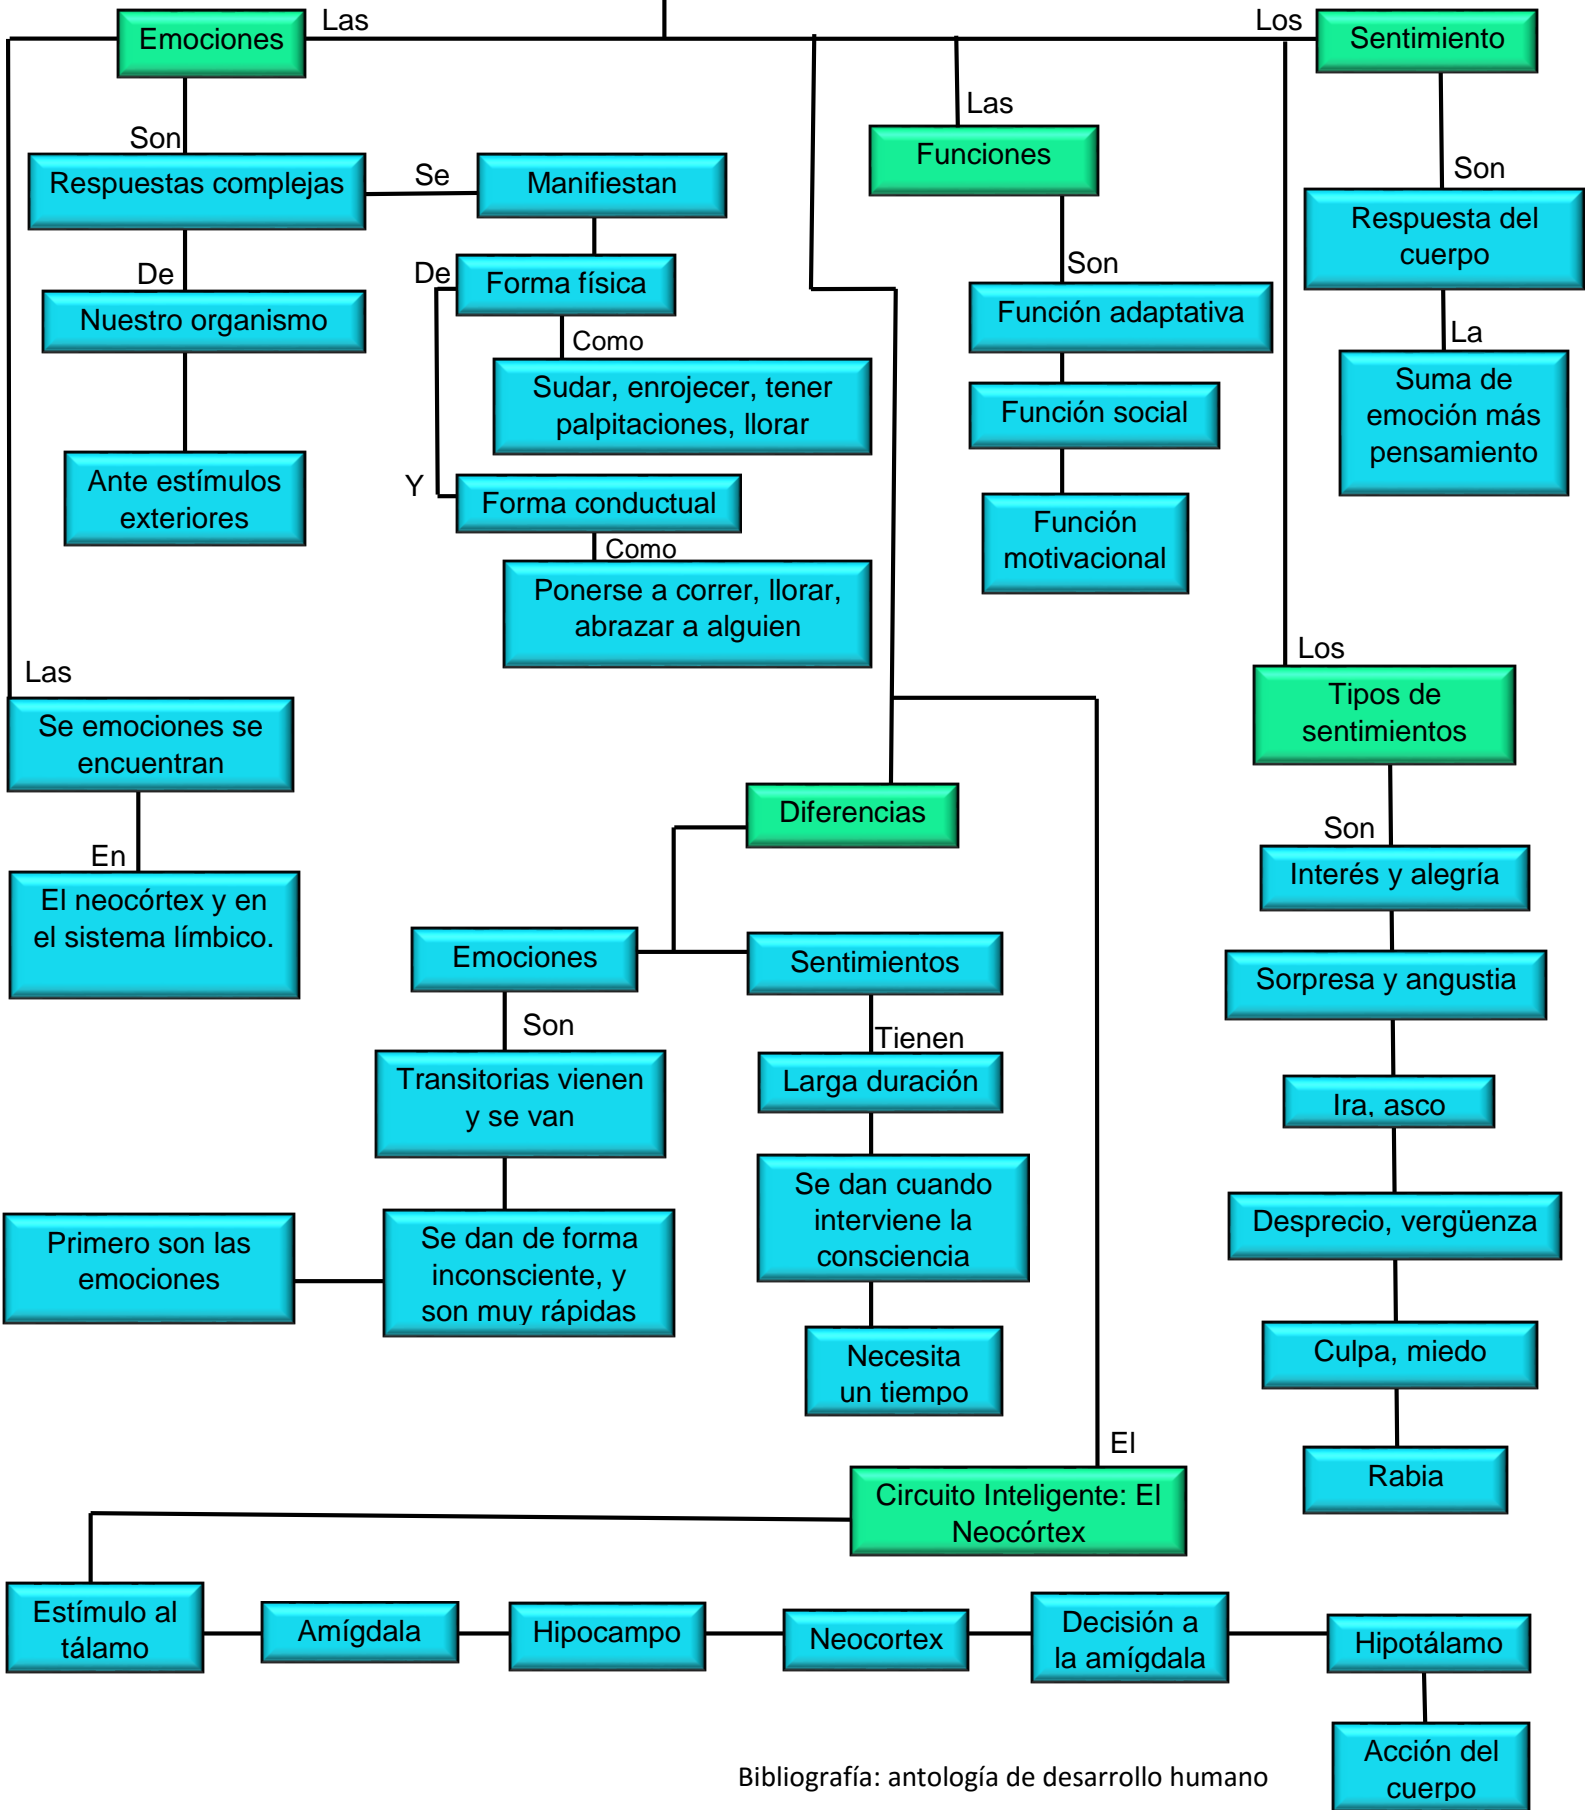 Emociones
Las
Los
Sentimiento
Son
Respuestas complejas
Se
Manifiestan
De
Nuestro organismo
Ante estímulos
exteriores
De
Forma física
Como
Sudar, enrojecer, tener
palpitaciones, llorar
Y
Forma conductual
Como
Ponerse a correr, llorar,
abrazar a alguien
Las
Funciones
Son
Función adaptativa
Función social
Función
motivacional
Son
Respuesta del
cuerpo
La
Suma de
emoción más
pensamiento
Las
Se emociones se
encuentran
En
El neocórtex y en
el sistema límbico.
Diferencias
Emociones
Son
Transitorias vienen
y se van
Se dan de forma
inconsciente, y
son muy rápidas
Primero son las
emociones
Sentimientos
Tienen
Larga duración
Se dan cuando
interviene la
consciencia
Necesita
un tiempo
Los
Tipos de
sentimientos
Son
Interés y alegría
Sorpresa y angustia
Ira, asco
Desprecio, vergüenza
Culpa, miedo
Rabia
El
Circuito Inteligente: El
Neocórtex
Estímulo al
tálamo
Amígdala
Hipocampo
Neocortex
Decisión a
la amígdala
Hipotálamo
Acción del
cuerpo
Bibliografía: antología de desarrollo humano